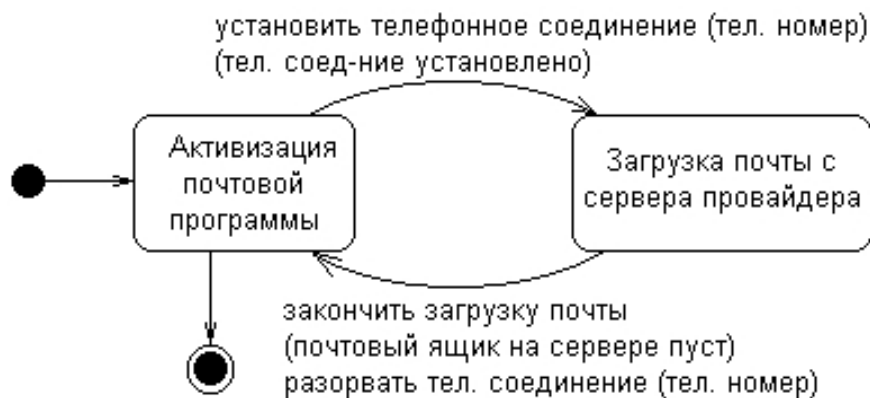 установить телефонное соединение (тел. номер)
(тел. соед-ние установлено)
Активизация
почтовой
программы
Загрузка почты с
сервера провайдера
закончить загрузку почты
(почтовый ящик на сервере пуст)
разорвать тел. соединение (тел. номер)